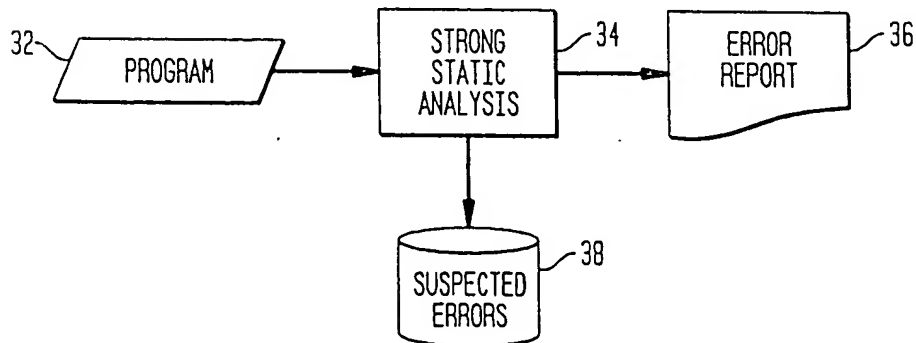 32
PROGRAM
STRONG
STATIC
ANALYSIS
34
ERROR
REPORT
36
SUSPECTED
ERRORS
38